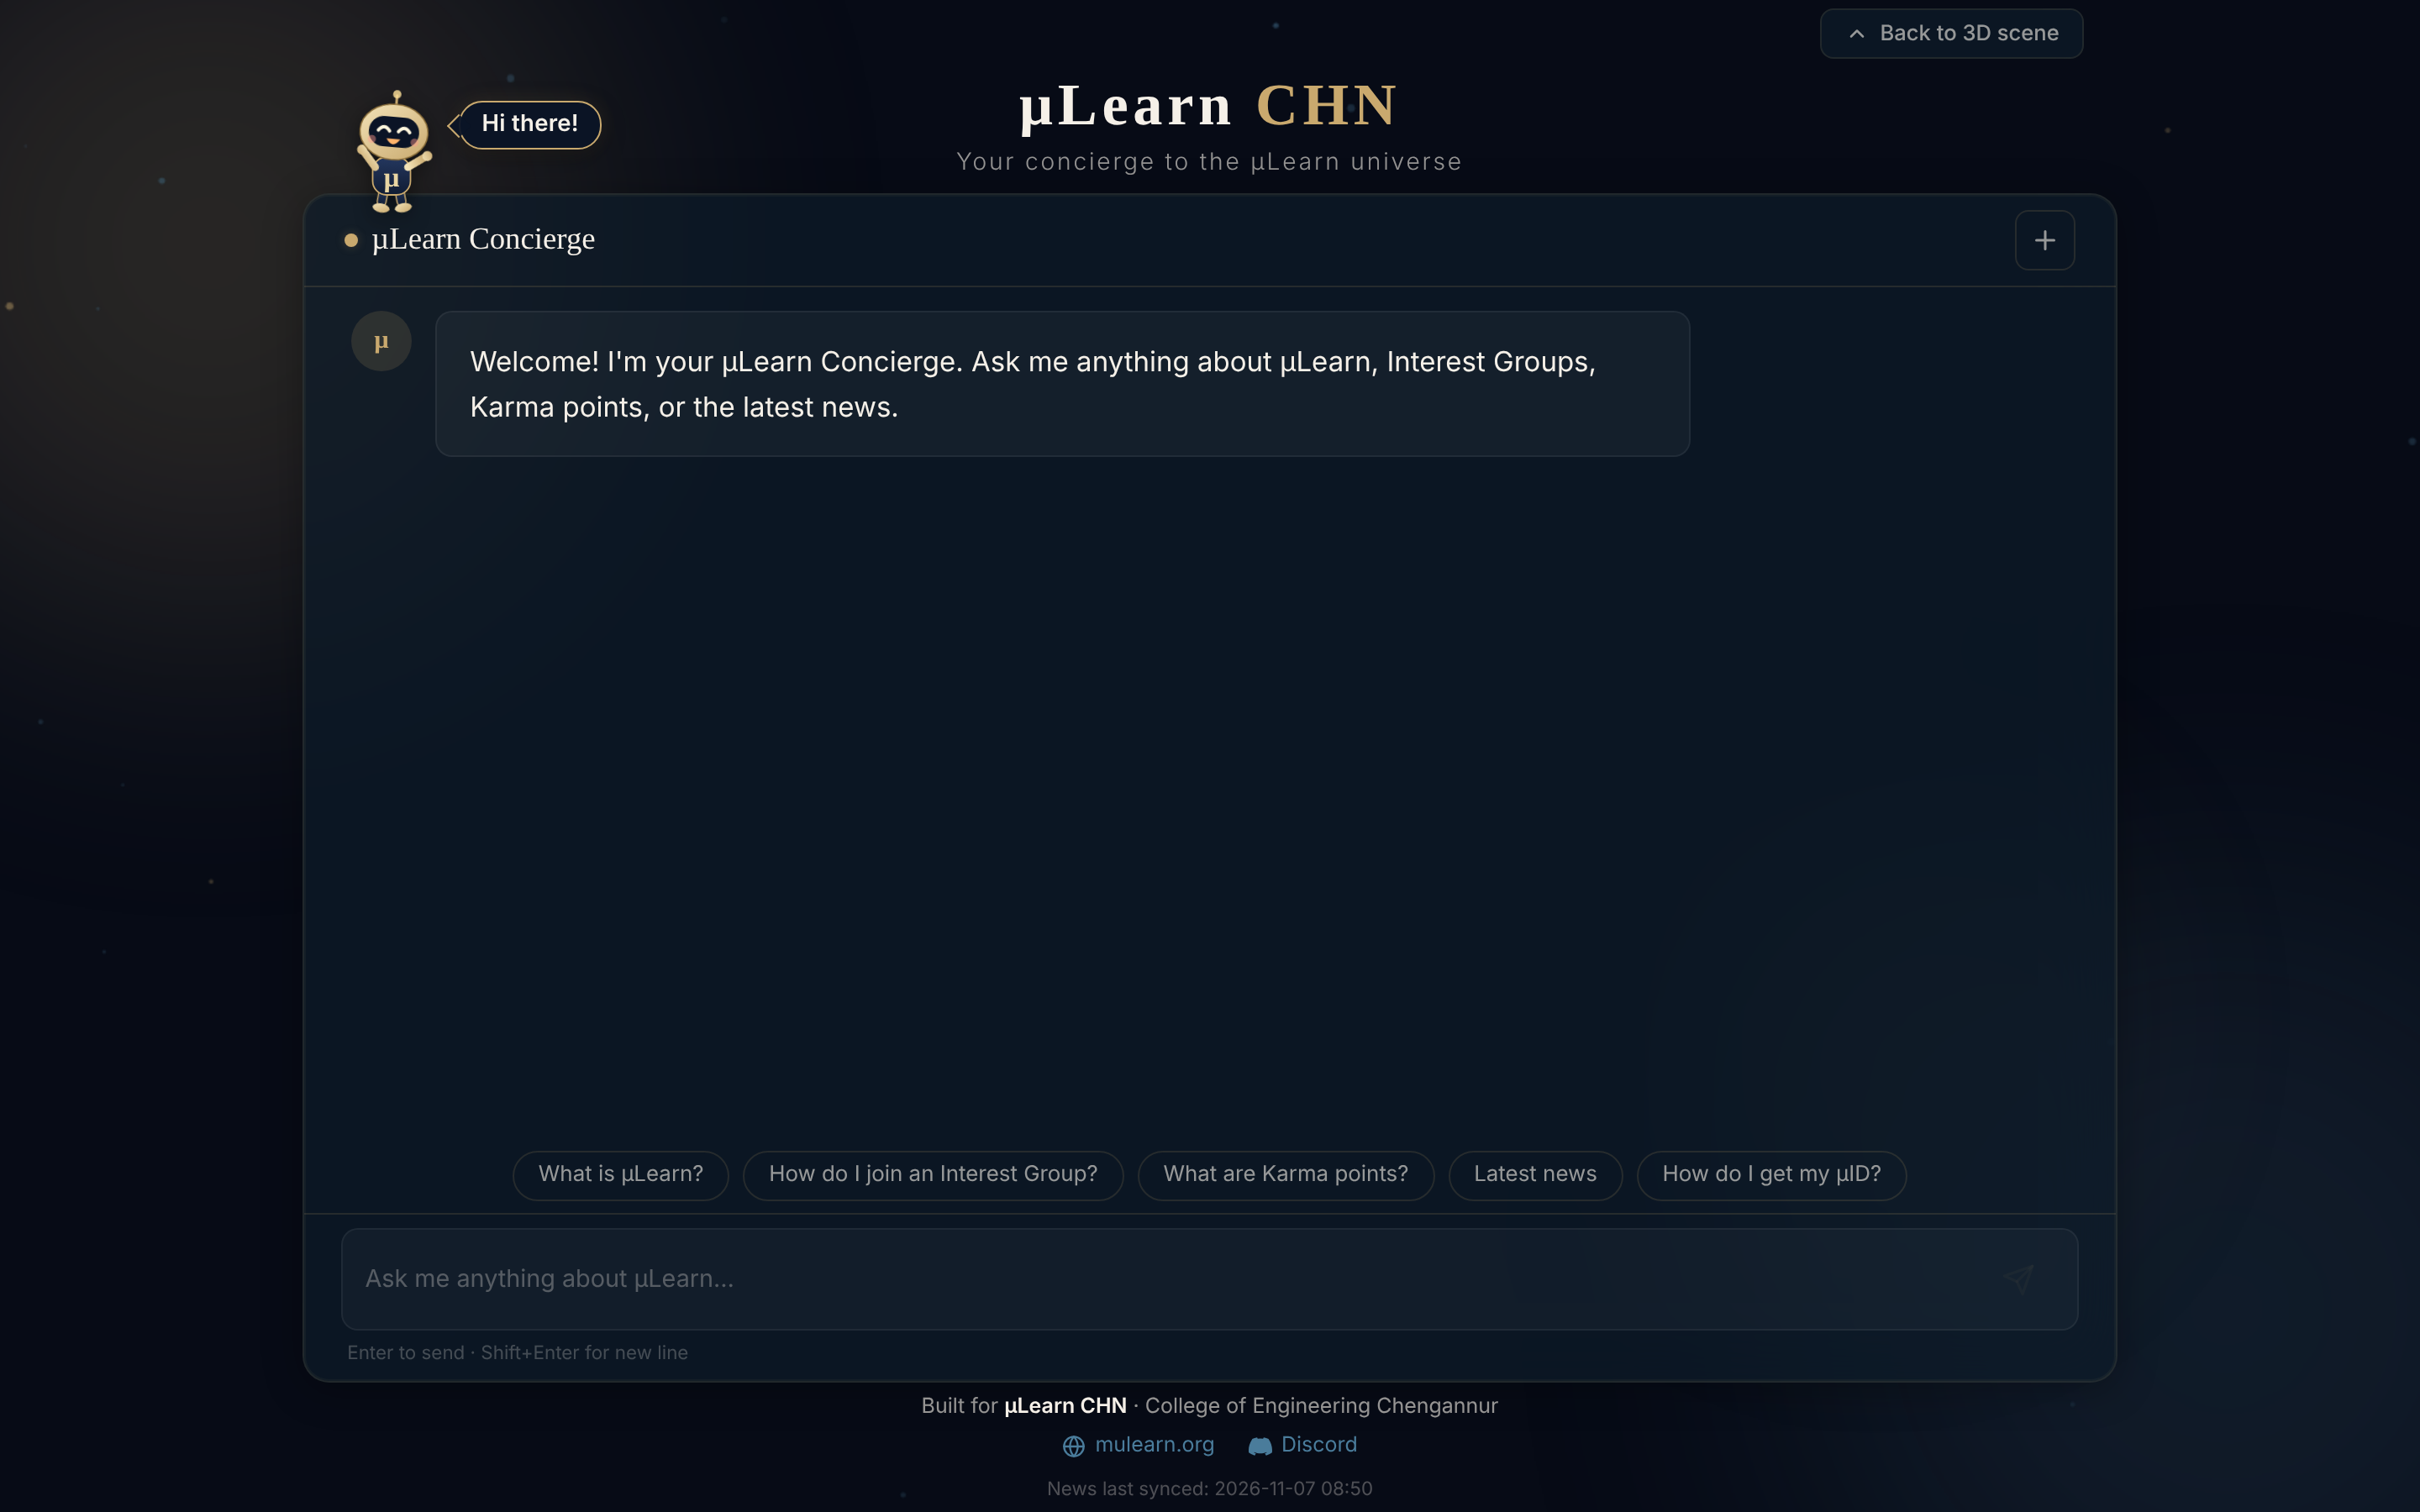 Back to 3D scene
µLearn CHN
Hi there!
Your concierge to the µLearn universe
µ
µLearn Concierge
µ
Welcome! I'm your µLearn Concierge. Ask me anything about µLearn, Interest Groups,
Karma points, or the latest news.
What is µLearn?
How do I join an Interest Group?
What are Karma points?
Latest news
How do I get my µID?
Ask me anything about µLearn...
Enter to send · Shift+Enter for new line
Built for µLearn CHN · College of Engineering Chengannur
mulearn.org
Discord
News last synced: 2026-11-07 08:50